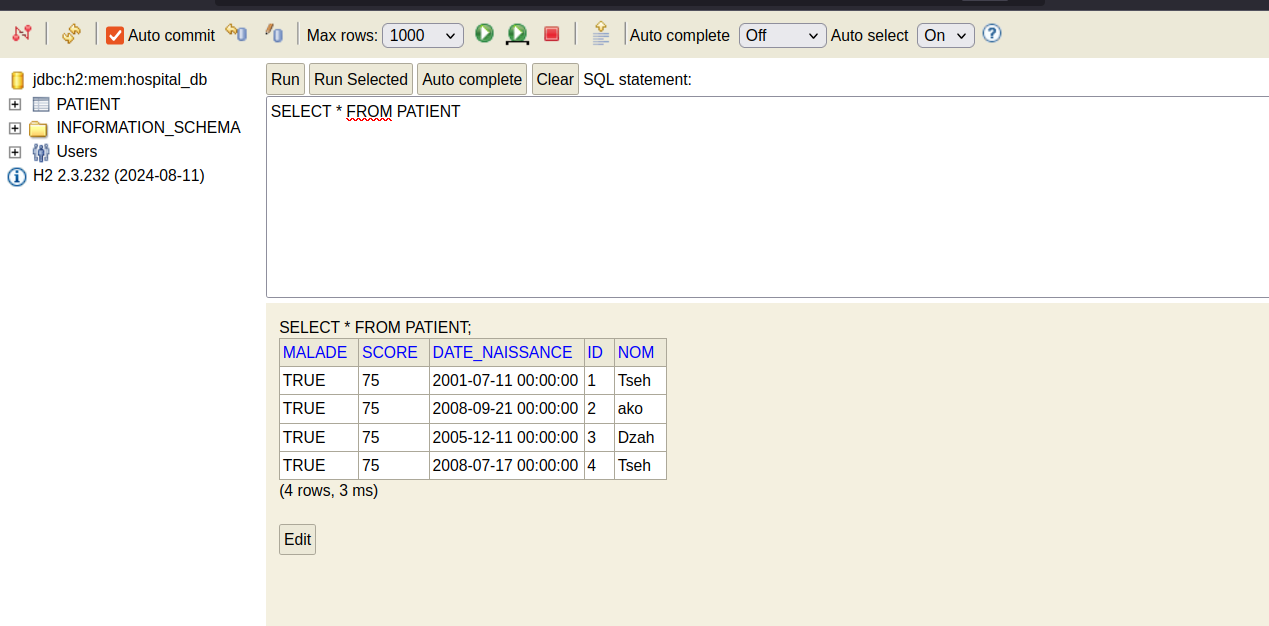 Auto commit Max rows: 1000 Auto complete Off Auto select On ?
jdbc:h2:mem:hospital_db
PATIENT
INFORMATION_SCHEMA
Users
H2 2.3.232 (2024-08-11)
Run Run Selected Auto complete Clear SQL statement:
SELECT * FROM PATIENT
SELECT * FROM PATIENT;
MALADE SCORE DATE_NAISSANCE ID NOM
TRUE 75 2001-07-11 00:00:00 1 Tseh
TRUE 75 2008-09-21 00:00:00 2 ako
TRUE 75 2005-12-11 00:00:00 3 Dzah
TRUE 75 2008-07-17 00:00:00 4 Tseh
(4 rows, 3 ms)
Edit